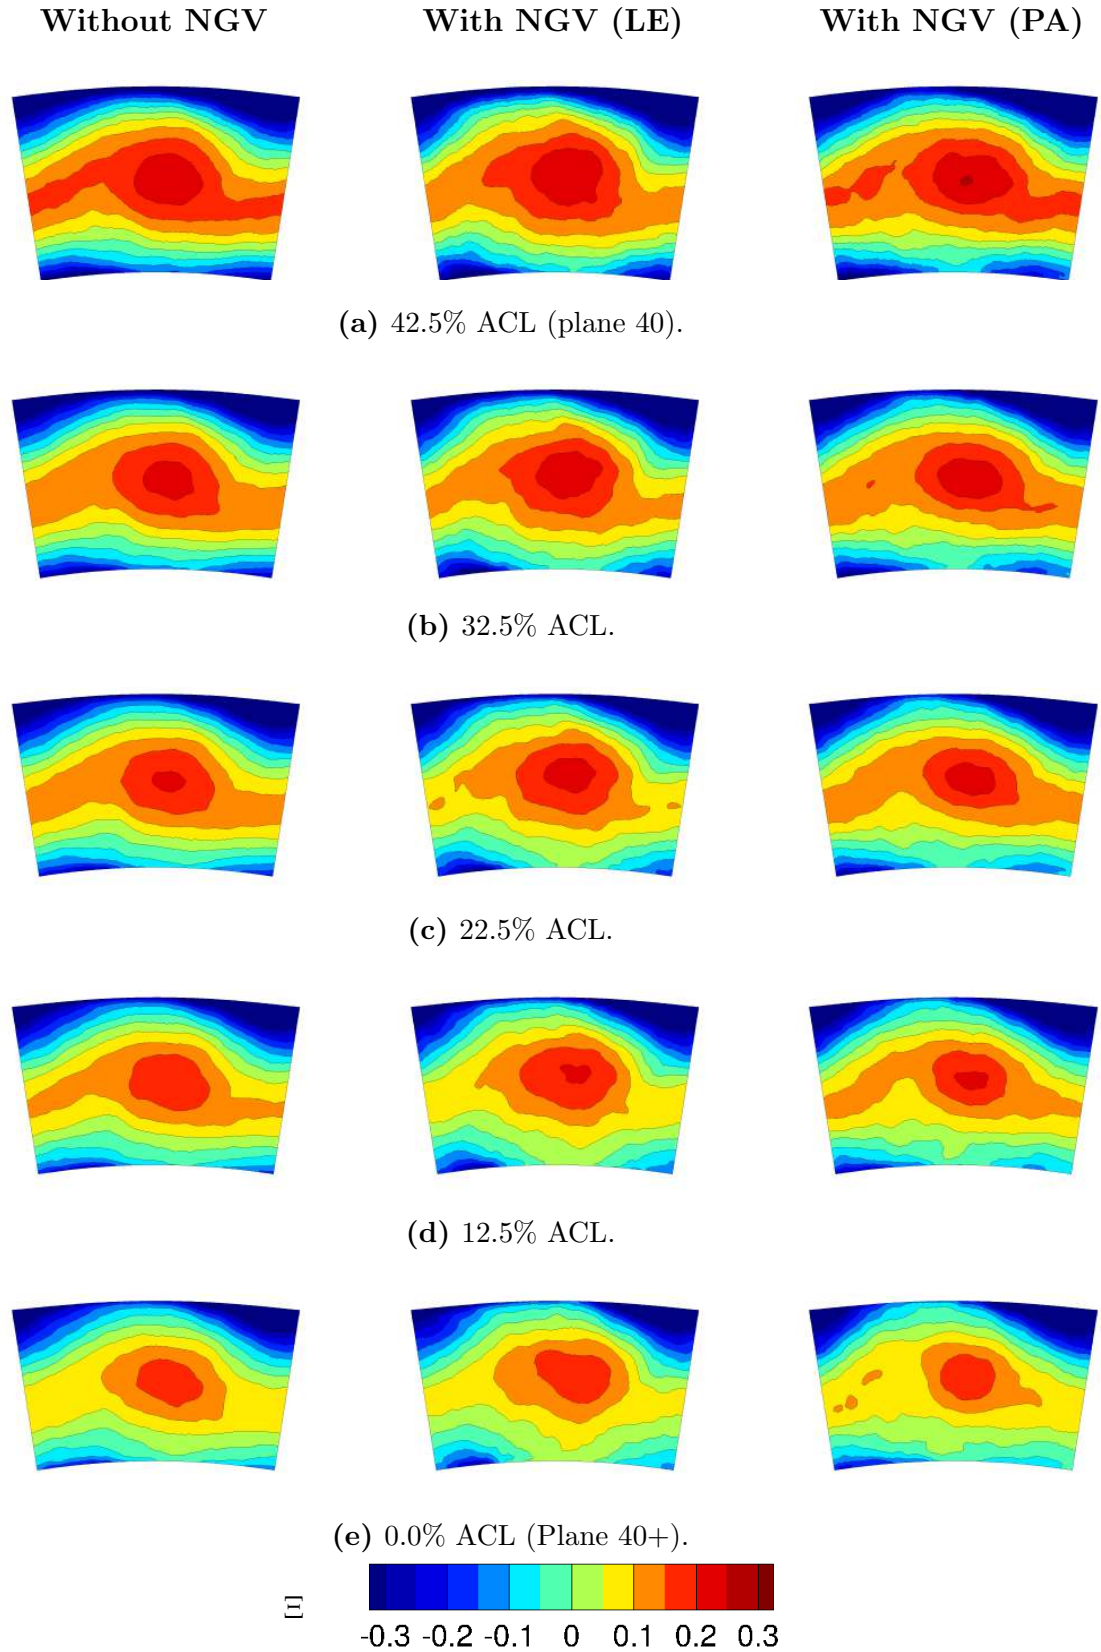 Without NGV With NGV (LE) With NGV (PA)
(a) 42.5% ACL (plane 40).
(b) 32.5% ACL.
(c) 22.5% ACL.
(d) 12.5% ACL.
(e) 0.0% ACL (Plane 40+).
Ξ
-0.3 -0.2 -0.1 0 0.1 0.2 0.3